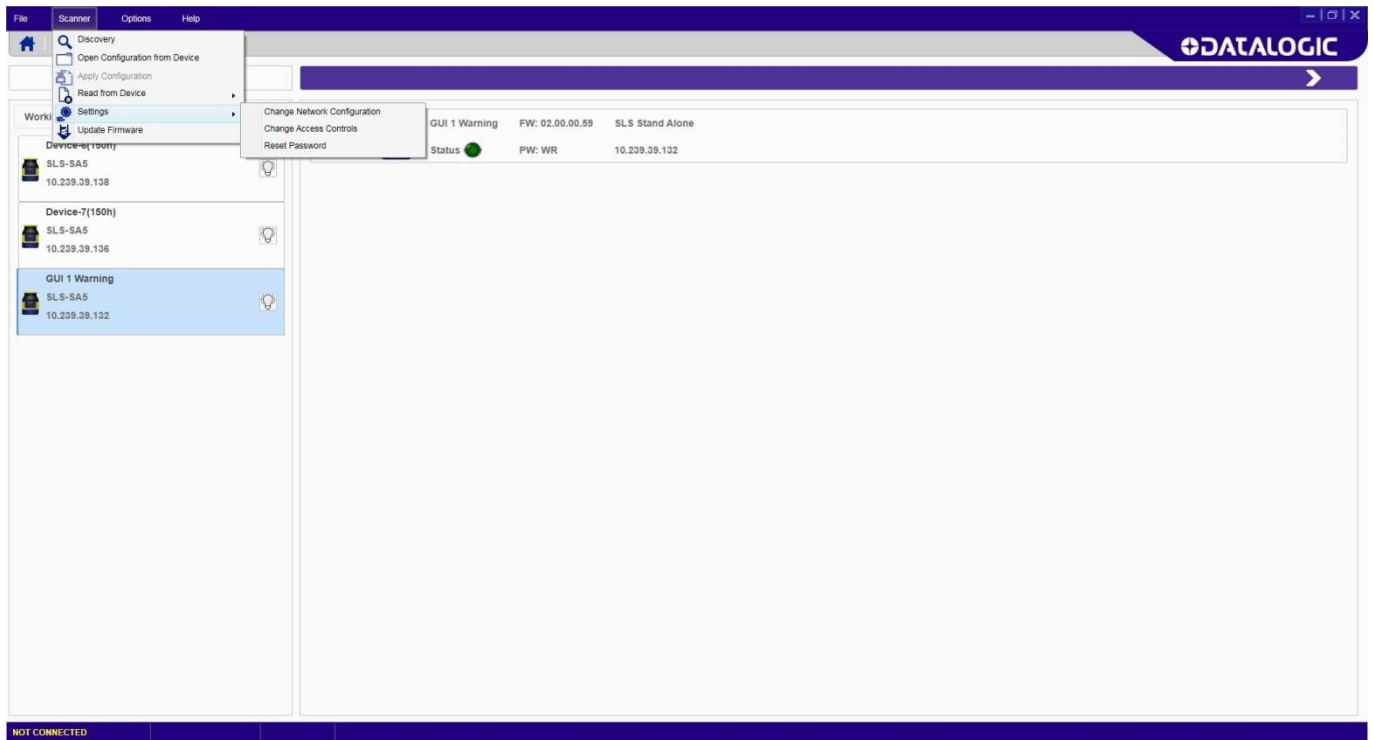 File Scanner Options Help
DATALOGIC
Discovery
Open Configuration from Device
Apply Configuration
Read from Device
Settings
Update Firmware
Change Network Configuration
Change Access Controls
Reset Password
Worki
Device-6(150h)
SLS-SA5
10.239.39.138
Device-7(150h)
SLS-SA5
10.239.39.136
GUI 1 Warning
SLS-SA5
10.239.39.132
GUI 1 Warning FW: 02.00.00.59 SLS Stand Alone
Status PW: WR 10.239.39.132
NOT CONNECTED